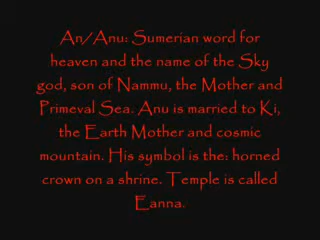 An/Anu: Sumerian word for
heaven and the name of the Sky
god, son of Nammu, the Mother and
Primeval Sea. Anu is married to Ki,
the Earth Mother and cosmic
mountain. His symbol is the: horned
crown on a shrine. Temple is called
Eanna.